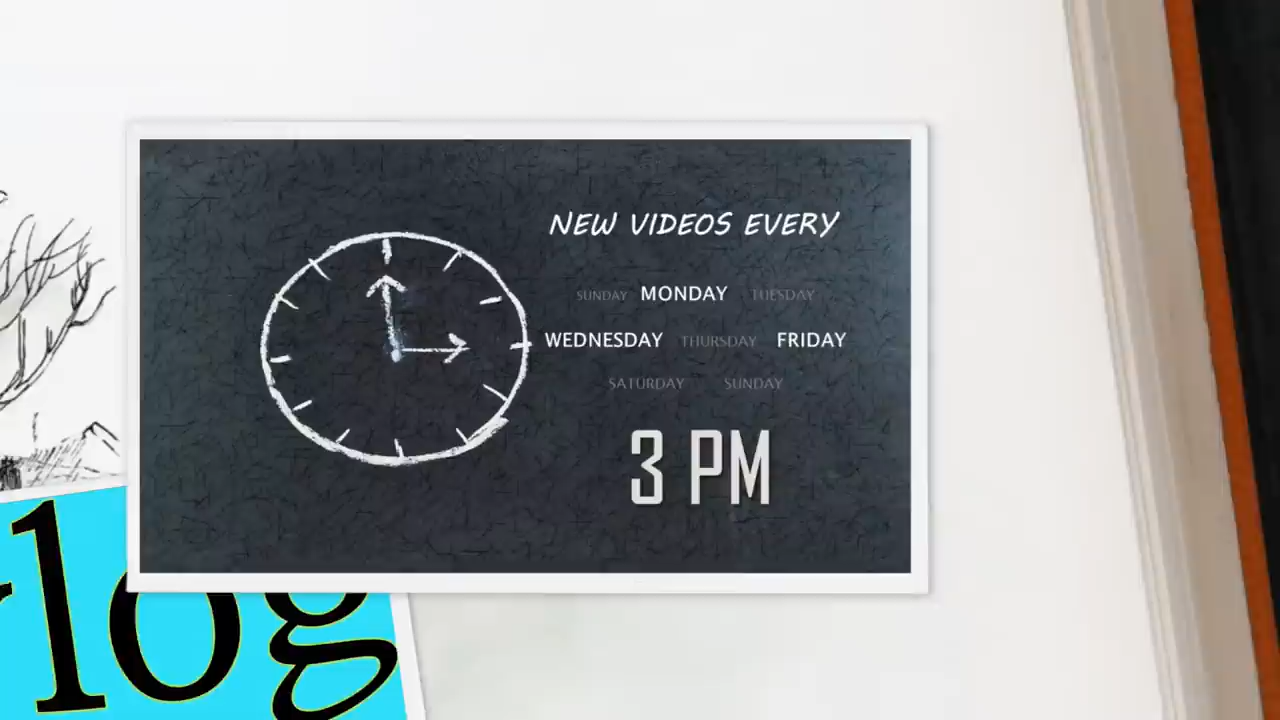 NEW VIDEOS EVERY
SUNDAY MONDAY TUESDAY
WEDNESDAY THURSDAY FRIDAY
SATURDAY SUNDAY
3 PM
log